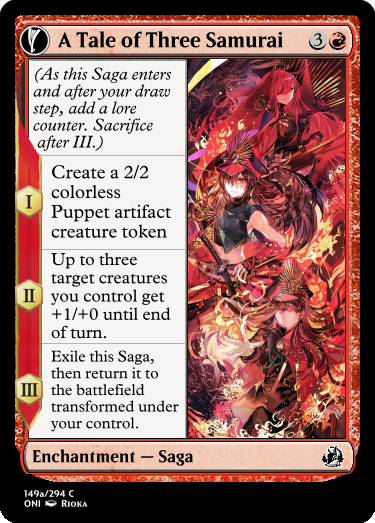 A Tale of Three Samurai 3
(As this Saga enters
and after your draw
step, add a lore
counter. Sacrifice
after III.)
I
Create a 2/2
colorless
Puppet artifact
creature token
II
Up to three
target creatures
you control get
+1/+0 until end
of turn.
III
Exile this Saga,
then return it to
the battlefield
transformed under
your control.
Enchantment — Saga
149a/294 C
ONI Rioka